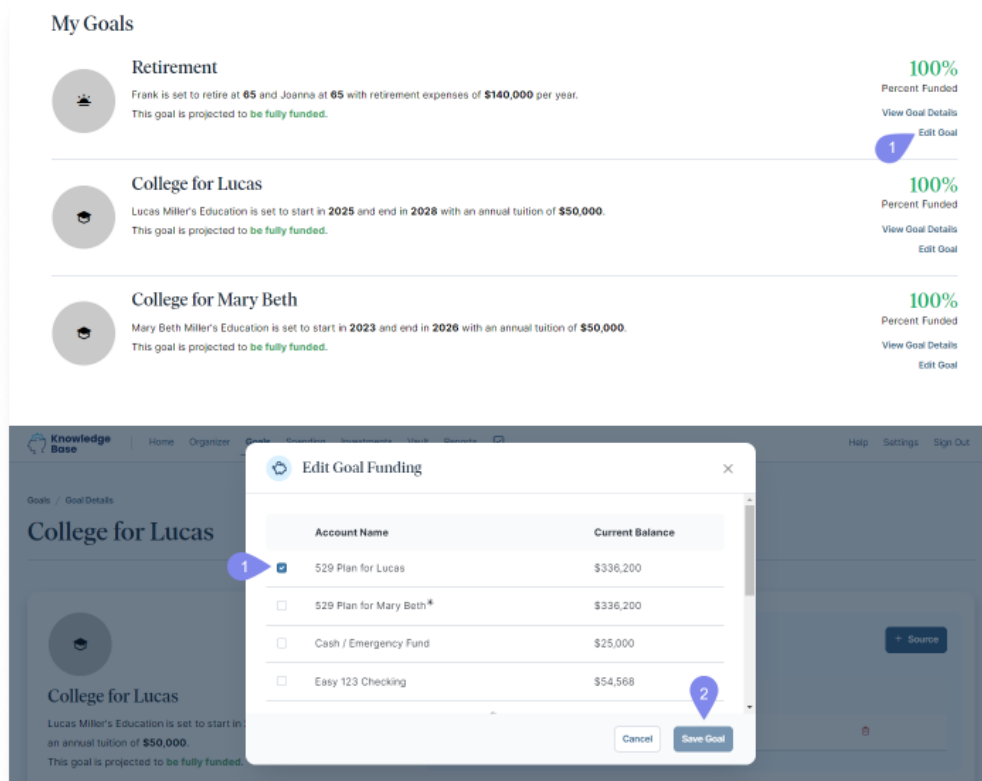 My Goals
Retirement
Frank is set to retire at 65 and Joanna at 65 with retirement expenses of $140,000 per year.
This goal is projected to be fully funded.
100%
Percent Funded
View Goal Details
Edit Goal
1
College for Lucas
Lucas Miller's Education is set to start in 2025 and end in 2028 with an annual tuition of $50,000.
This goal is projected to be fully funded.
100%
Percent Funded
View Goal Details
Edit Goal
College for Mary Beth
Mary Beth Miller's Education is set to start in 2023 and end in 2026 with an annual tuition of $50,000.
This goal is projected to be fully funded.
100%
Percent Funded
View Goal Details
Edit Goal
Knowledge
Base
Home Organizer Goals Spending Investments Vault Reports
Help Settings Sign Out
Goals / Goal Details
College for Lucas
Edit Goal Funding
Account Name Current Balance
1
529 Plan for Lucas $336,200
529 Plan for Mary Beth* $336,200
Cash / Emergency Fund $25,000
Easy 123 Checking $54,568
2
Cancel Save Goal
+ Source
College for Lucas
Lucas Miller's Education is set to start in
an annual tuition of $50,000.
This goal is projected to be fully funded.